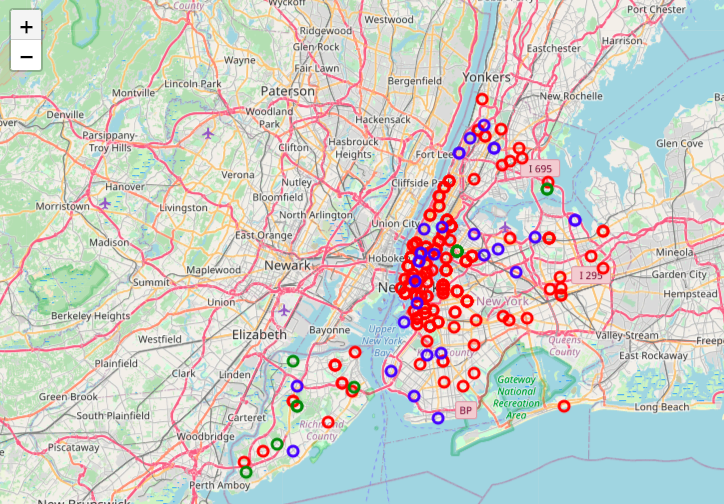 +
−
County
Wyckoff
Port Chester
Westwood
Ridgewood
Glen Rock
Eastchester
Harrison
Wayne
Fair Lawn
Lincoln Park
Bergenfield
Yonkers
Montville
Paterson
New Rochelle
Denville
Woodland
Park
Hackensack
Parsippany-
Troy Hills
Clifton
Hasbrouck
Heights
Fort Lee
Glen Cove
I 695
Hanover
Verona
Nutley
Cliffside P
Bloomfield
Morristown
Livingston
North Arlington
Union City
East Orange
Madison
Mineola
Maplewood
Newark
Hoboke
Garden City
I 295
Summit
Ne
Hempstead
Union
New York
Berkeley Heights
Upper
New York
Bay
Elizabeth
Bayonne
Valley Stream
Westfield
County
Queens
County
East Rockaway
Plainfield
Clark
Linden
Gateway
National
Recreation
Area
Green Brook
South Plainfield
Carteret
BP
Long Beach
Richmond
County
Woodbridge
Piscataway
Perth Amboy
New Brunswick